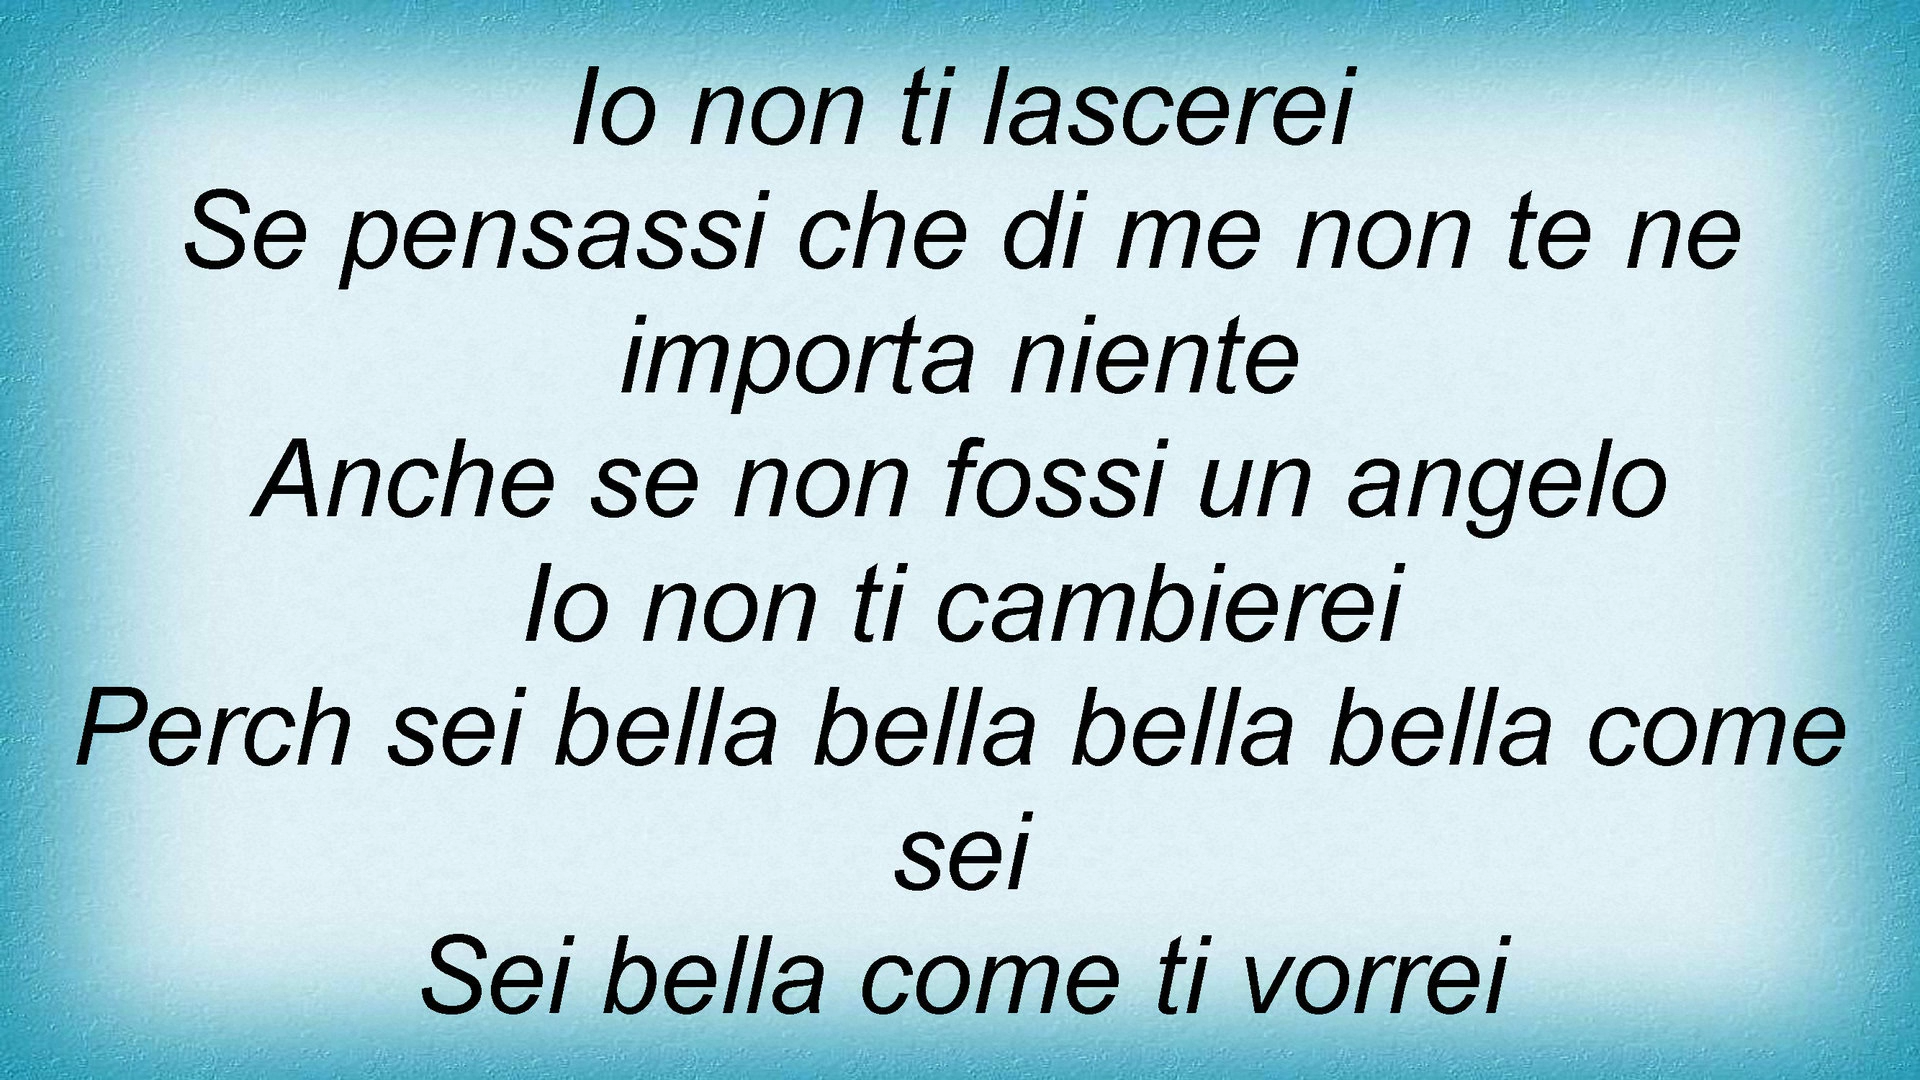 Io non ti lascerei
Se pensassi che di me non te ne
importa niente
Anche se non fossi un angelo
Io non ti cambierei
Perch sei bella bella bella bella come
sei
Sei bella come ti vorrei